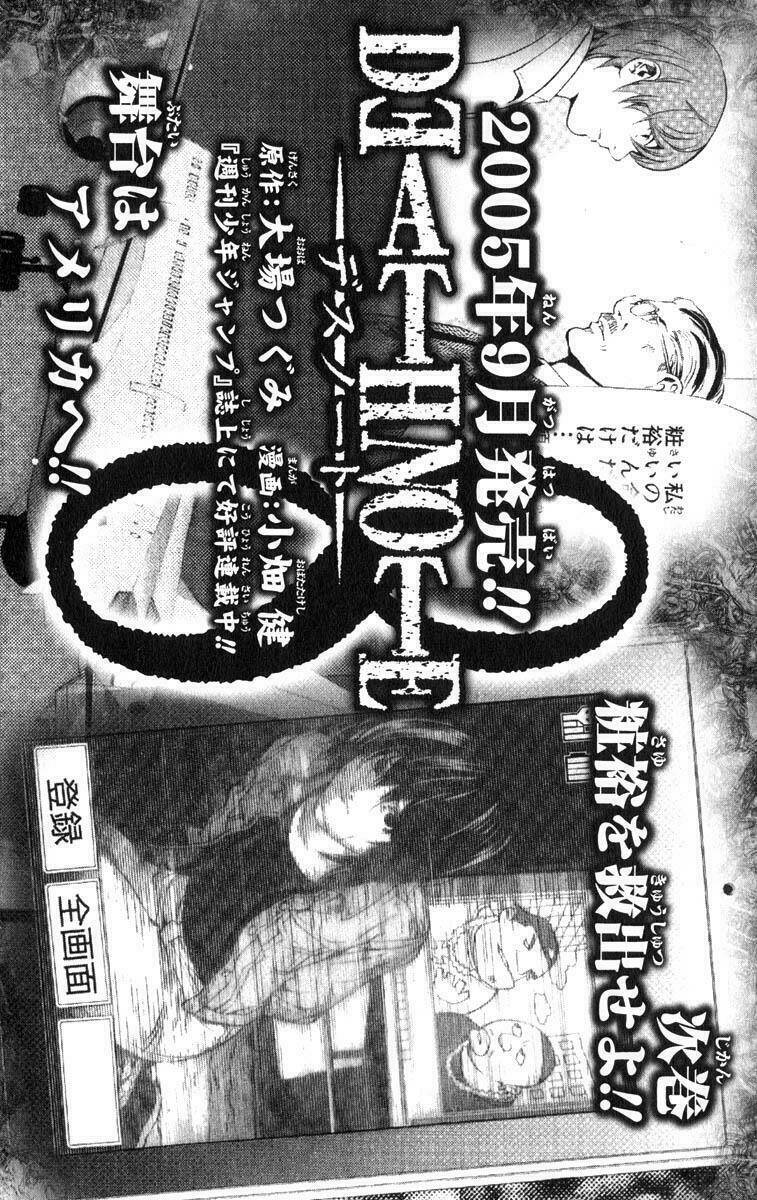 次巻
粧裕を救出せよ!!
2005年9月発売!!
DEATH NOTE
デスノート
8
原作:大場つぐみ 漫画:小畑健
『週刊少年ジャンプ』誌上にて好評連載中!!
舞台は
アメリカへ!!
登録
全画面